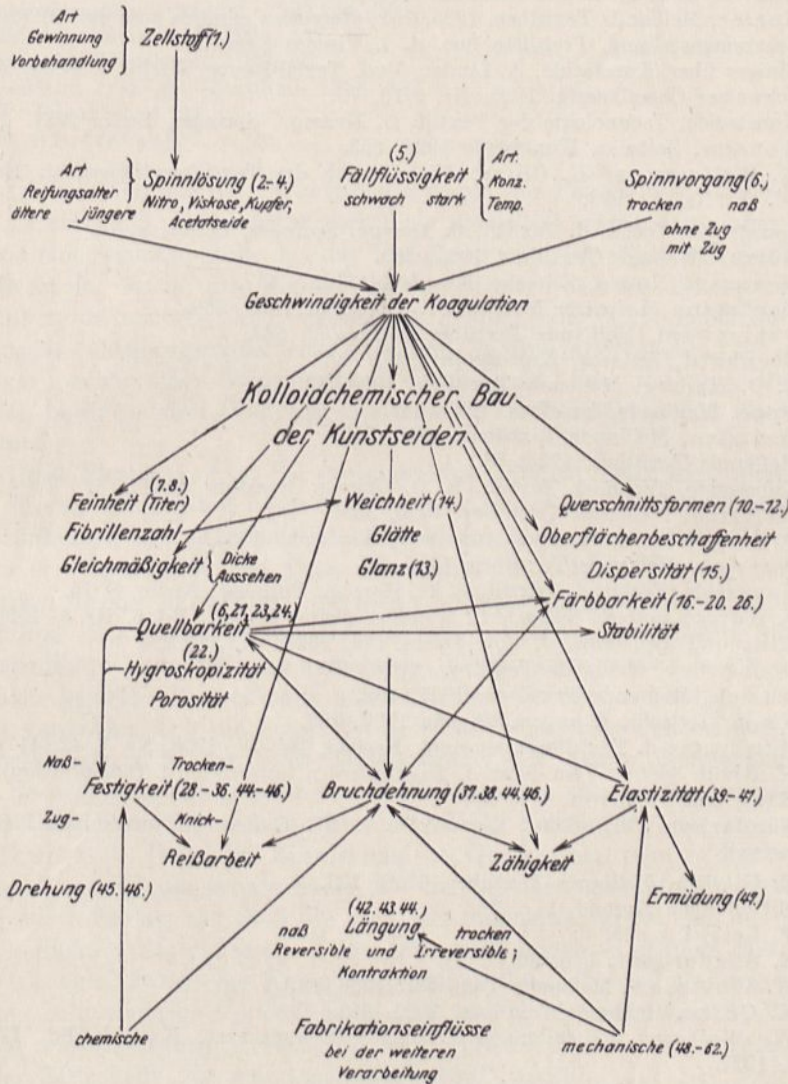 Art
Gewinnung
Vorbehandlung
Zellstoff (1.)
Art
Reifungsalter
ältere jüngere
Spinnlösung (2.-4.)
Nitro, Viskose, Kupfer,
Acetatseide
(5.)
Fällflüssigkeit
schwach stark
Art.
Konz.
Temp.
Spinnvorgang (6.)
trocken naß
ohne Zug
mit Zug
Geschwindigkeit der Koagulation
Kolloidchemischer Bau
der Kunstseiden
(7.8.)
Feinheit (Titer)
Weichheit (14.)
Querschnittsformen (10.-12.)
Fibrillenzahl
Glätte
Oberflächenbeschaffenheit
Gleichmäßigkeit
Dicke
Aussehen
Glanz (13.)
Dispersität (15.)
Färbbarkeit (16.-20. 26.)
(6, 21, 23, 24.)
Quellbarkeit
Stabilität
(22.)
Hygroskopizität
Porosität
Naß- Trocken-
Festigkeit (28.-36. 44.-46.)
Bruchdehnung (37.38. 44.46.)
Elastizität (39.-41.)
Zug- Knick-
Reißarbeit
Zähigkeit
Drehung (45. 46.)
Ermüdung (47.)
(42. 43. 44.)
naß Längung trocken
Reversible und Irreversible;
Kontraktion
chemische
Fabrikationseinflüsse
bei der weiteren
Verarbeitung
mechanische (48.-62.)